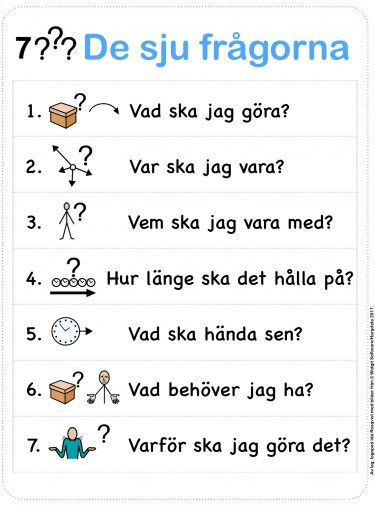 7??? De sju frågorna
1. ? Vad ska jag göra?
2. ? Var ska jag vara?
3. ? Vem ska jag vara med?
4. ? Hur länge ska det hålla på?
5. Vad ska hända sen?
6. ? Vad behöver jag ha?
7. ? Varför ska jag göra det?